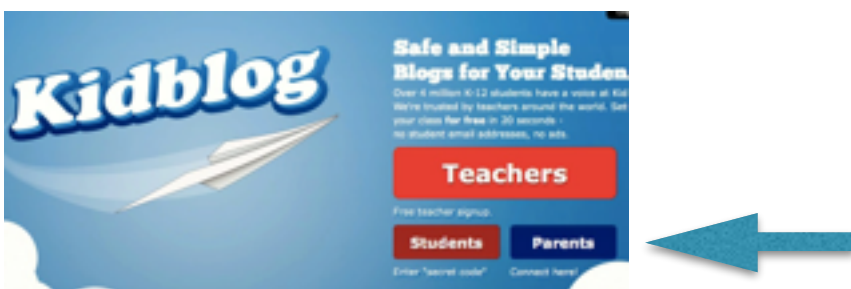 Kidblog
Safe and Simple
Blogs for Your Studen
Over 4 million K-12 students have a voice at Kid
We're trusted by teachers around the world. Set
your class for free in 20 seconds -
no student email addresses, no ads.
Teachers
Free teacher signup.
Students Parents
Enter "secret code" Connect here!